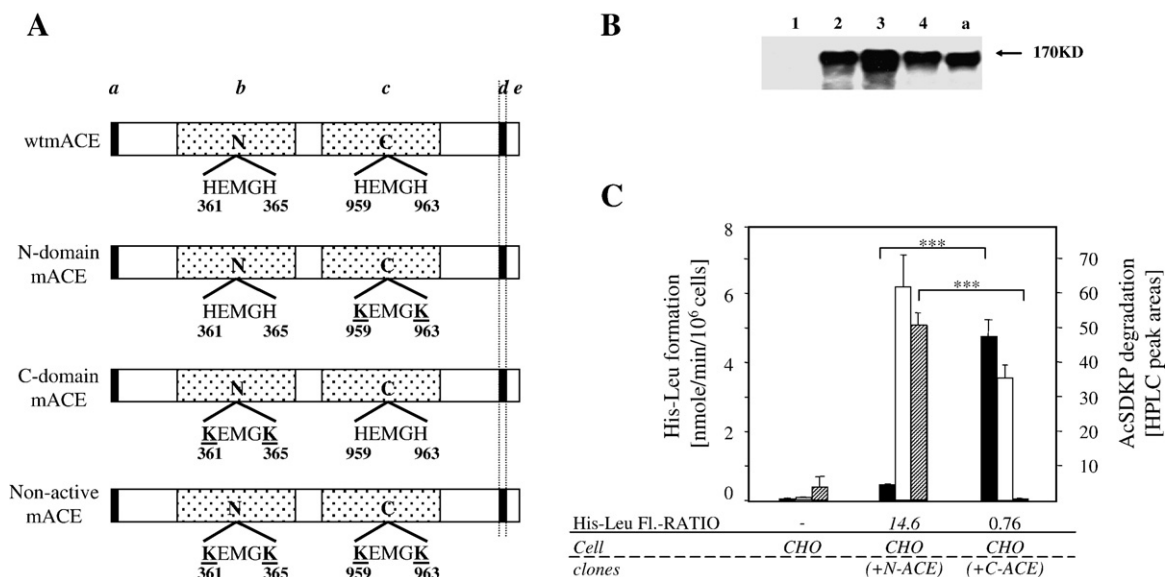 A
a b c d e
wtmACE
N C
HEMGH HEMGH
361 365 959 963
N-domain
mACE
N C
HEMGH KEMGK
361 365 959 963
C-domain
mACE
N C
KEMGK HEMGH
361 365 959 963
Non-active
mACE
N C
KEMGK KEMGK
361 365 959 963
B
1 2 3 4 a
170KD
C
His-Leu formation
[nmole/min/10⁶ cells]
8
6
4
2
0
***
***
70
60
50
40
30
20
10
AcSDKP degradation
[HPLC peak areas]
His-Leu Fl.-RATIO - 14.6 0.76
Cell CHO CHO CHO
clones (+N-ACE) (+C-ACE)